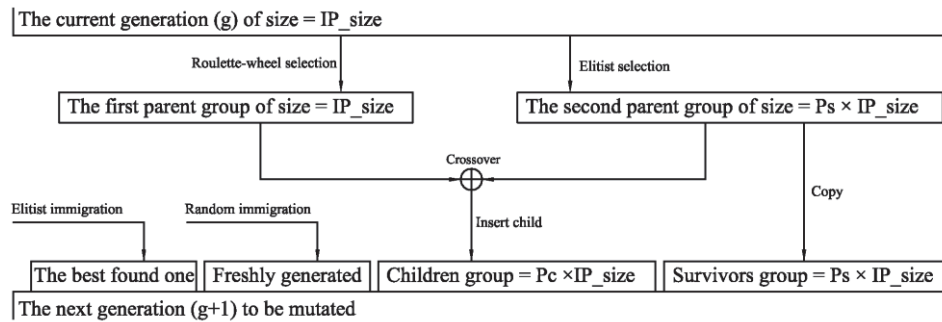 The current generation (g) of size = IP_size
Roulette-wheel selection
Elitist selection
The first parent group of size = IP_size
The second parent group of size = Ps × IP_size
Crossover
Copy
Elitist immigration
Random immigration
Insert child
The best found one
Freshly generated
Children group = Pc ×IP_size
Survivors group = Ps × IP_size
The next generation (g+1) to be mutated